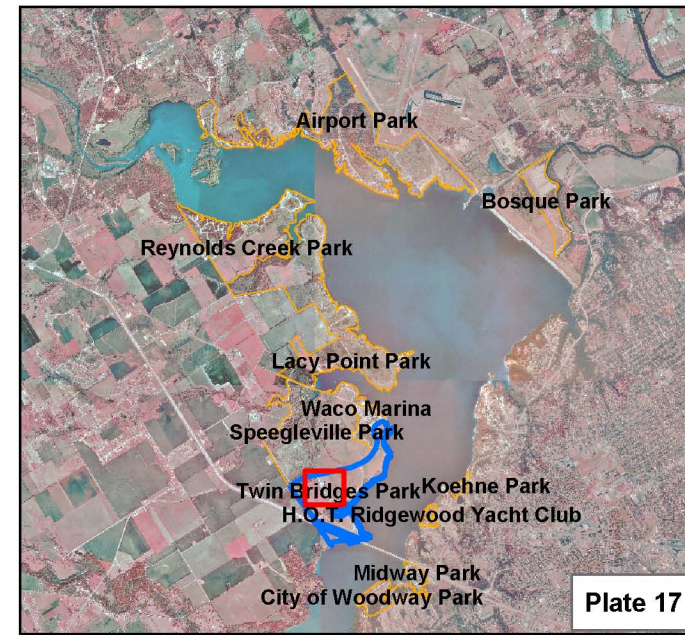 Airport Park
Bosque Park
Reynolds Creek Park
Lacy Point Park
Waco Marina
Speegleville Park
Twin Bridges Park
Koehne Park
H.O.T. Ridgewood Yacht Club
Midway Park
City of Woodway Park
Plate 17